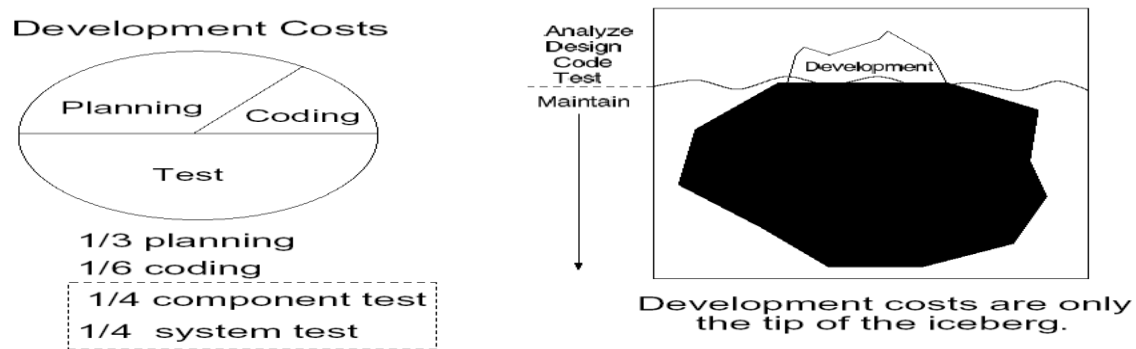 Development Costs
Planning
Coding
Test
1/3 planning
1/6 coding
1/4 component test
1/4 system test
Analyze
Design
Code
Test
Maintain
Development
Development costs are only
the tip of the iceberg.